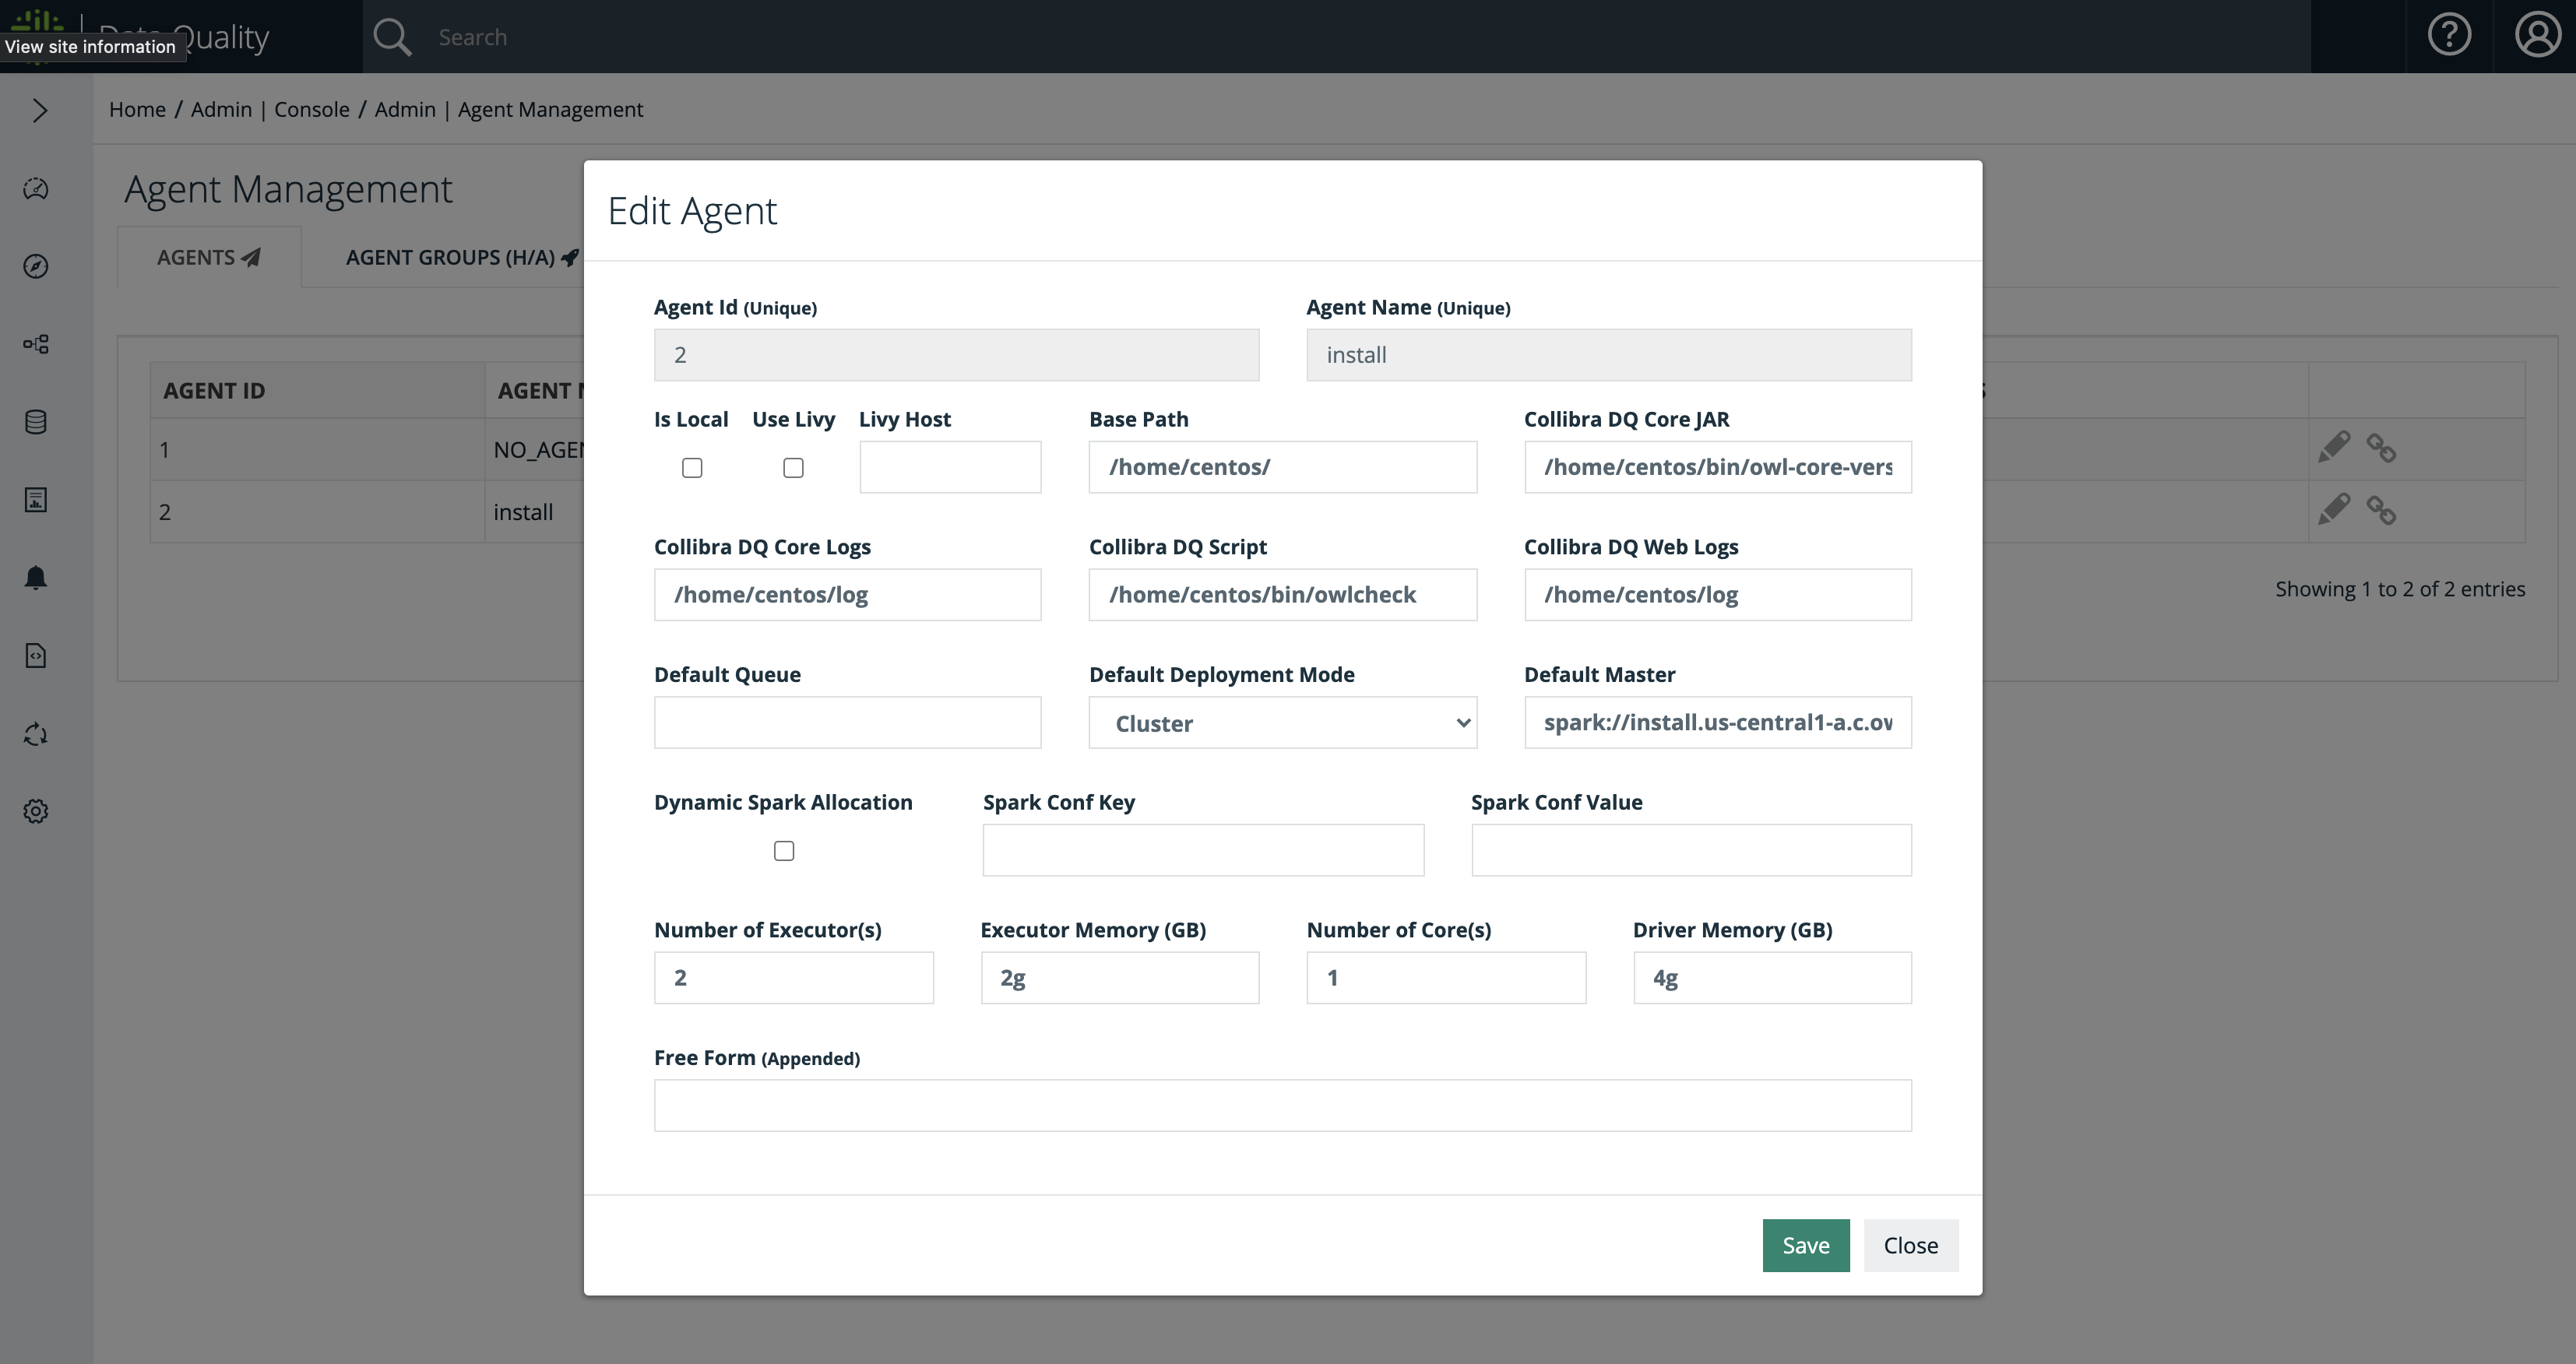 Quality
View site information
Search
Home / Admin | Console / Admin | Agent Management
Agent Management
AGENTS
AGENT GROUPS (H/A)
AGENT ID
AGENT
1
NO_AGEN
2
install
Showing 1 to 2 of 2 entries
Edit Agent
Agent Id (Unique)
Agent Name (Unique)
2
install
Is Local
Use Livy
Livy Host
Base Path
Collibra DQ Core JAR
/home/centos/
/home/centos/bin/owl-core-vers
Collibra DQ Core Logs
Collibra DQ Script
Collibra DQ Web Logs
/home/centos/log
/home/centos/bin/owlcheck
/home/centos/log
Default Queue
Default Deployment Mode
Default Master
Cluster
spark://install.us-central1-a.c.ov
Dynamic Spark Allocation
Spark Conf Key
Spark Conf Value
Number of Executor(s)
Executor Memory (GB)
Number of Core(s)
Driver Memory (GB)
2
2g
1
4g
Free Form (Appended)
Save
Close